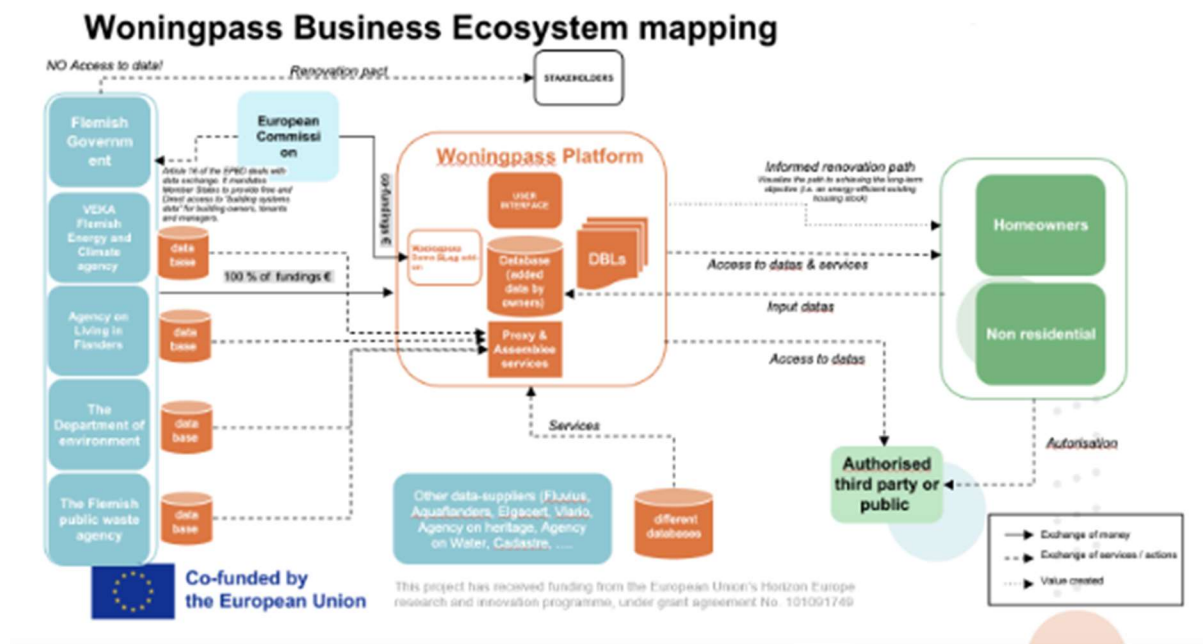 Woningpass Business Ecosystem mapping
NO Access to data!
Renovation pact
STAKEHOLDERS
Flemish
Governm
ent
European
Commissi
on
Article 16 of the EPBD deals with
data exchange. It mandates
Member States to provide free and
Direct access to "building systems
data" for building owners, tenants
and managers.
VEKA
Flemish
Energy and
Climate
agency
data
base
100 % of fundings €
co-fundings €
Agency on
Living in
Flanders
data
base
The
Department of
environment
data
base
The Flemish
public waste
agency
data
base
Woningpass Platform
USER
INTERFACE
Woningpass
on
Database
(added
data by
owners)
DBLs
Proxy &
Assemblee
services
Services
Other data-suppliers (Fluvius,
Aquaflanders, Elgscert, Vlario,
Agency on heritage, Agency
on Water, Cadastre, .....
different
databases
Informed renovation path
Visualize the path to achieving the long-term
objective (i.e. an energy-efficient existing
housing stock)
Access to datas & services
Input datas
Access to datas
Homeowners
Non residential
Autorisation
Authorised
third party or
public
Exchange of money
Exchange of services / actions
Value created
Co-funded by
the European Union
This project has received funding from the European Union's Horizon Europe
research and innovation programme, under grant agreement No. 101091749